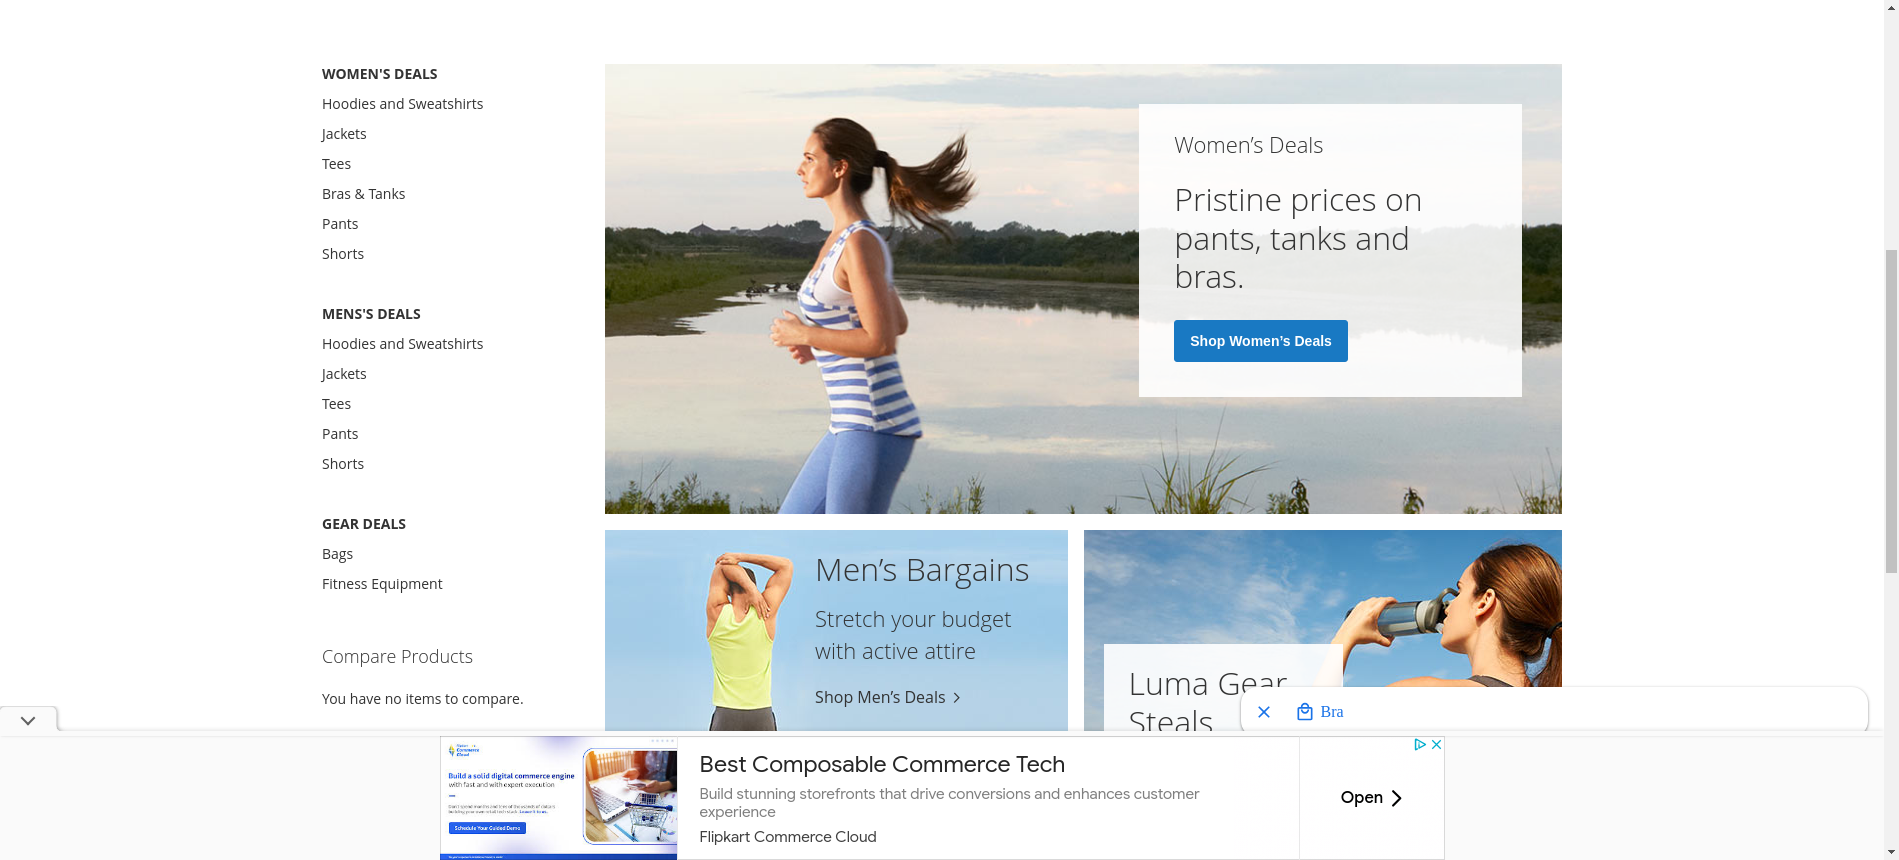 WOMEN'S DEALS
Hoodies and Sweatshirts
Jackets
Tees
Bras & Tanks
Pants
Shorts
MENS'S DEALS
Hoodies and Sweatshirts
Jackets
Tees
Pants
Shorts
GEAR DEALS
Bags
Fitness Equipment
Compare Products
You have no items to compare.
Women’s Deals
Pristine prices on
pants, tanks and
bras.
Shop Women’s Deals
Men’s Bargains
Stretch your budget
with active attire
Shop Men’s Deals
Luma Gear
Steals
Bra
Commerce
Cloud
Build a solid digital commerce engine
with fast and with expert execution
Schedule Your Guided Demo
Best Composable Commerce Tech
Build stunning storefronts that drive conversions and enhances customer
experience
Flipkart Commerce Cloud
Open